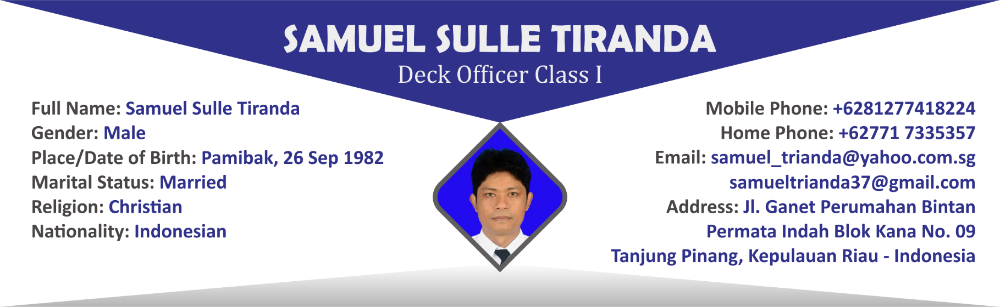 SAMUEL SULLE TIRANDA
Deck Officer Class I
Full Name: Samuel Sulle Tiranda
Gender: Male
Place/Date of Birth: Pamibak, 26 Sep 1982
Marital Status: Married
Religion: Christian
Nationality: Indonesian
Mobile Phone: +6281277418224
Home Phone: +62771 7335357
Email: samuel_trianda@yahoo.com.sg
samueltrianda37@gmail.com
Address: Jl. Ganet Perumahan Bintan
Permata Indah Blok Kana No. 09
Tanjung Pinang, Kepulauan Riau - Indonesia